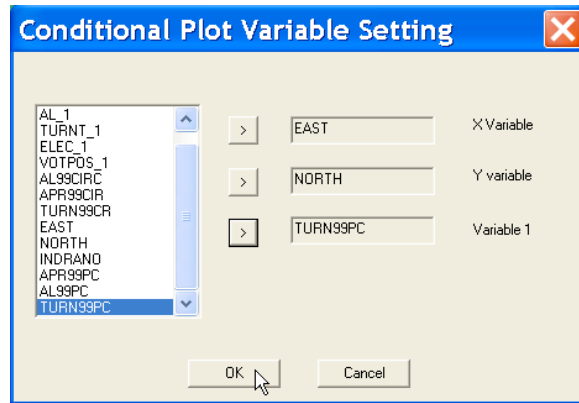 Conditional Plot Variable Setting
AL_1
TURNT_1
ELEC_1
VOTPOS_1
AL99CIRC
APR99CIR
TURN99CR
EAST
NORTH
INDRANO
APR99PC
AL99PC
TURN99PC
> EAST X Variable
> NORTH Y variable
> TURN99PC Variable 1
OK Cancel